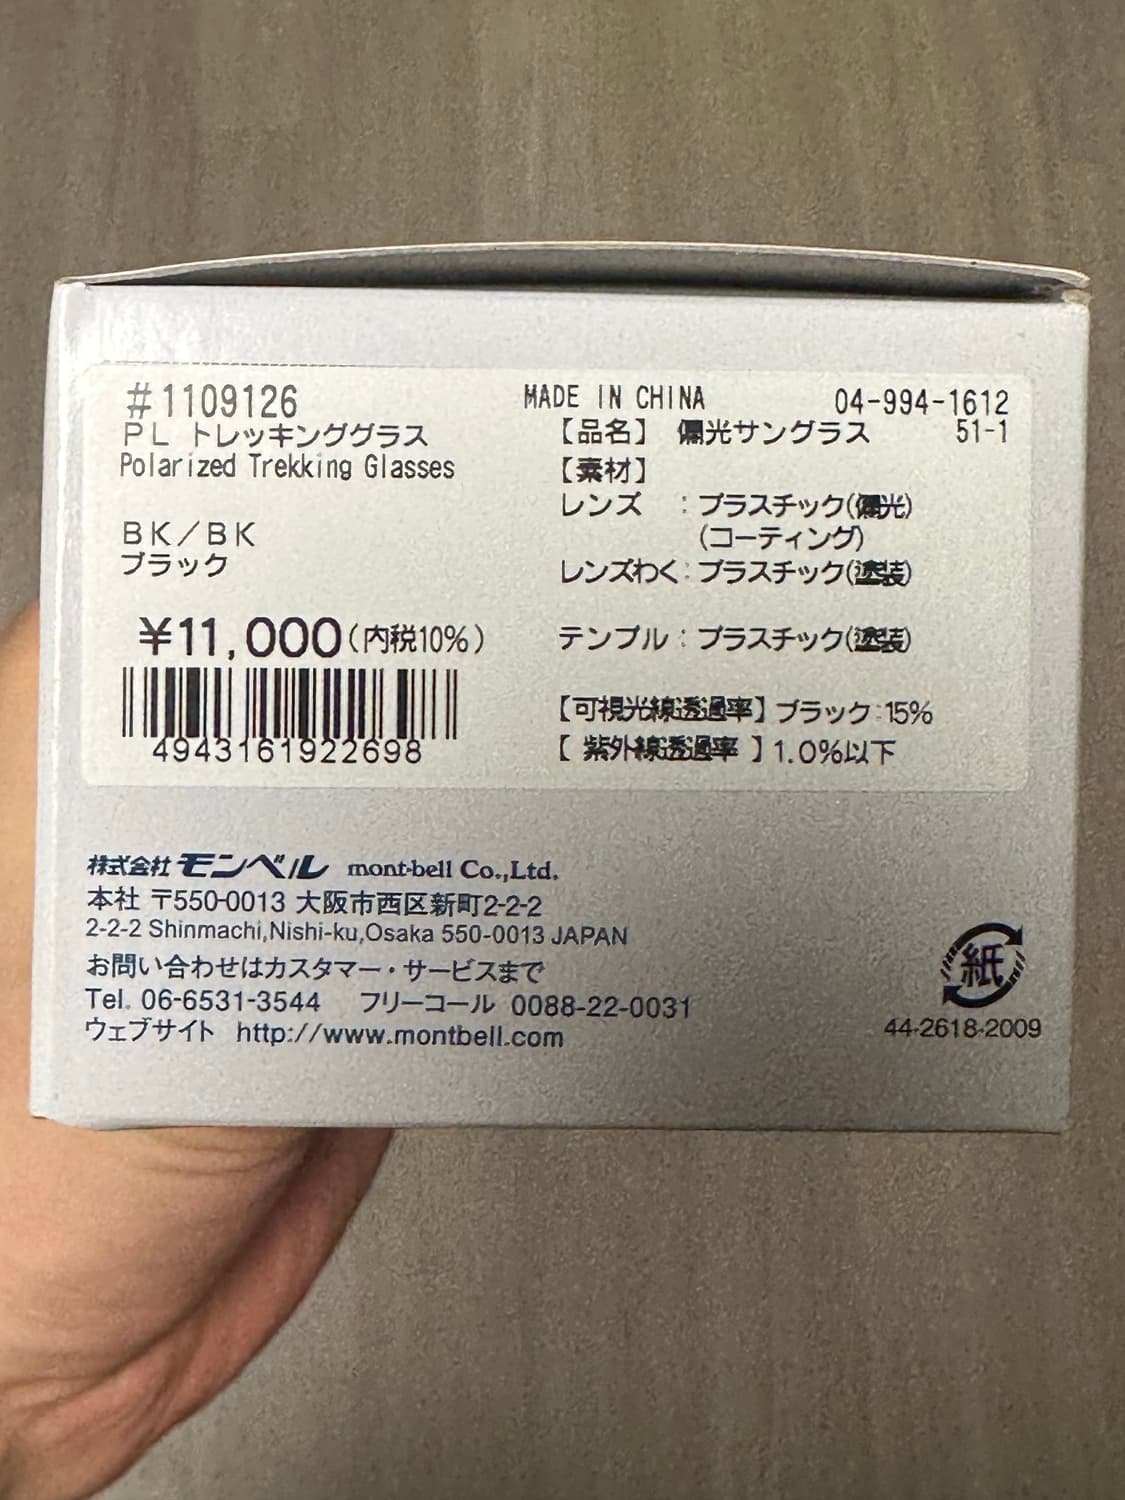 #1109126
PL トレッキンググラス
Polarized Trekking Glasses
BK/BK
ブラック
¥11,000(内税10%)
4943161922698
MADE IN CHINA 04-994-1612
【品名】 偏光サングラス 51-1
【素材】
レンズ :プラスチック(偏光)
(コーティング)
レンズわく:プラスチック(塗装)
テンプル:プラスチック(塗装)
【可視光線透過率】ブラック:15%
【 紫外線透過率 】1.0%以下
株式会社モンベル mont-bell Co.,Ltd.
本社 〒550-0013 大阪市西区新町2-2-2
2-2-2 Shinmachi,Nishi-ku,Osaka 550-0013 JAPAN
お問い合わせはカスタマー・サービスまで
Tel. 06-6531-3544 フリーコール 0088-22-0031
ウェブサイト http://www.montbell.com
紙
44-2618-2009